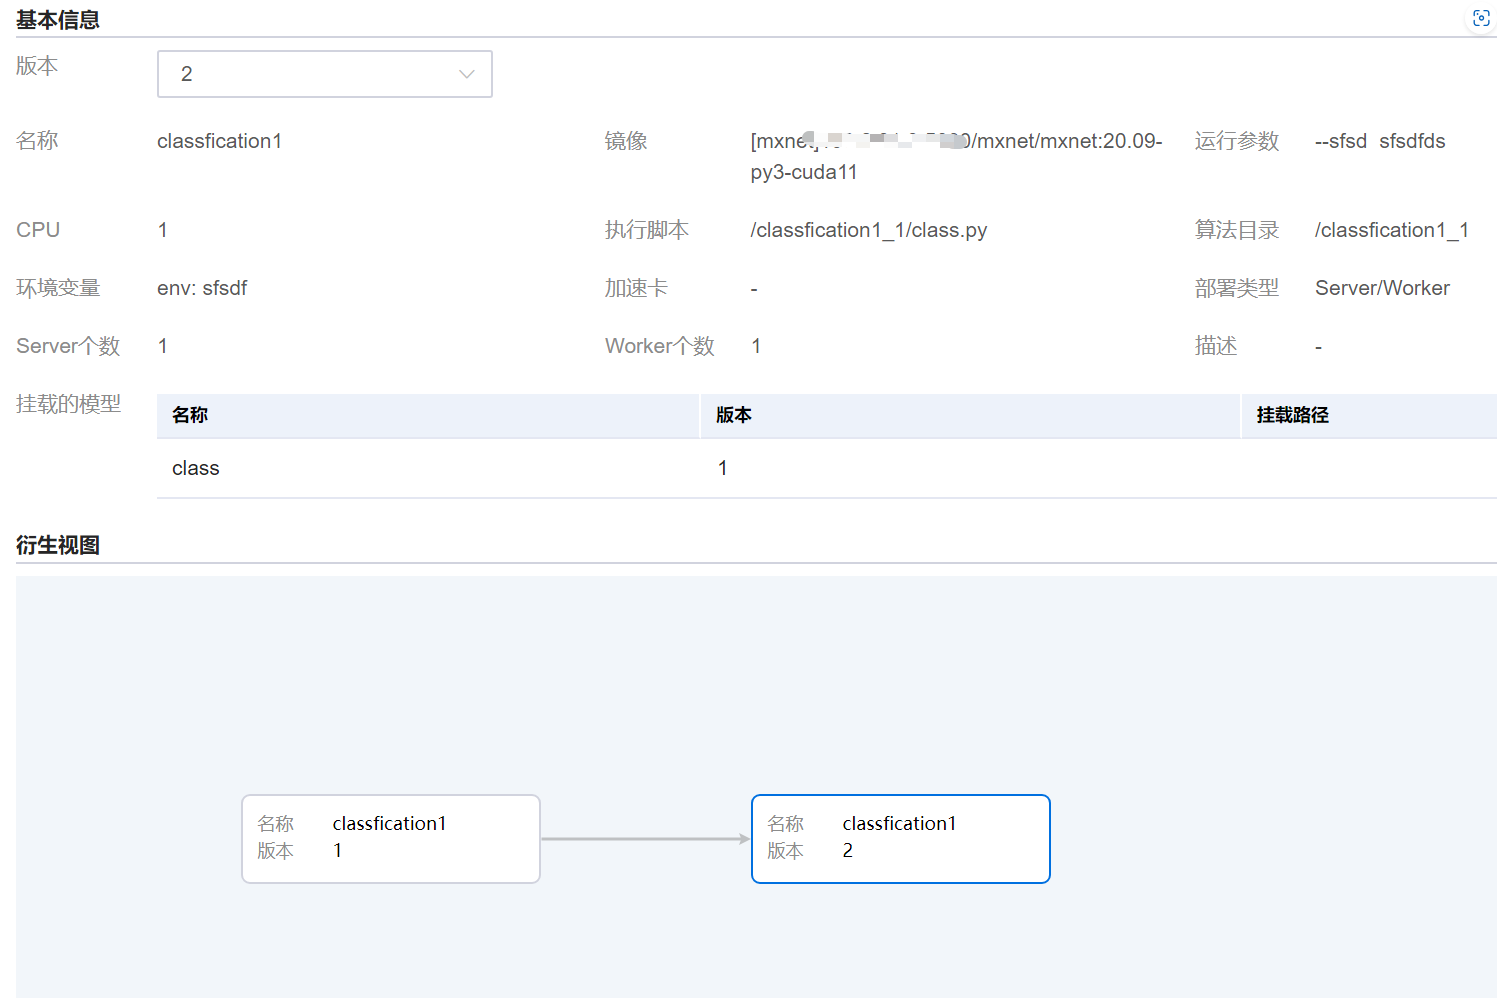 基本信息
版本 2
名称 classfication1 镜像 [mxnet] /mxnet/mxnet:20.09-py3-cuda11 运行参数 --sfsd sfsdfds
CPU 1 执行脚本 /classfication1_1/class.py 算法目录 /classfication1_1
环境变量 env: sfsdf 加速卡 - 部署类型 Server/Worker
Server个数 1 Worker个数 1 描述 -
挂载的模型 名称 版本 挂载路径
class 1
衍生视图
名称 classfication1 名称 classfication1
版本 1 版本 2